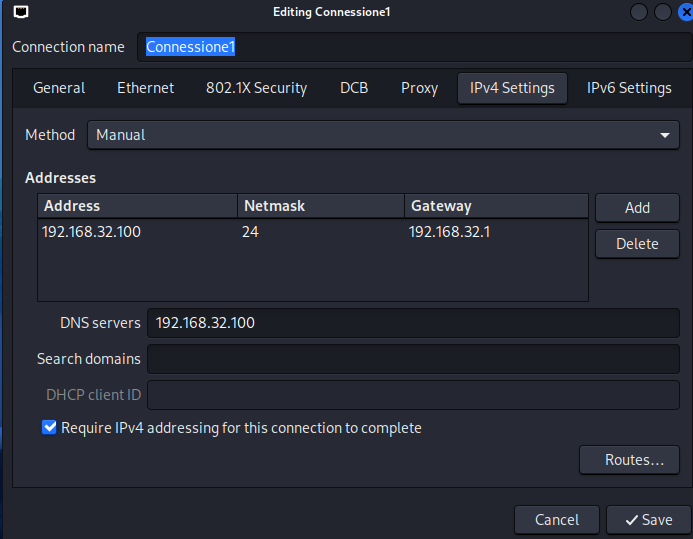 Editing Connessione1
Connection name Connessione1
General Ethernet 802.1X Security DCB Proxy IPv4 Settings IPv6 Settings
Method Manual
Addresses
Address Netmask Gateway Add
192.168.32.100 24 192.168.32.1
Delete
DNS servers 192.168.32.100
Search domains
DHCP client ID
Require IPv4 addressing for this connection to complete
Routes...
Cancel Save